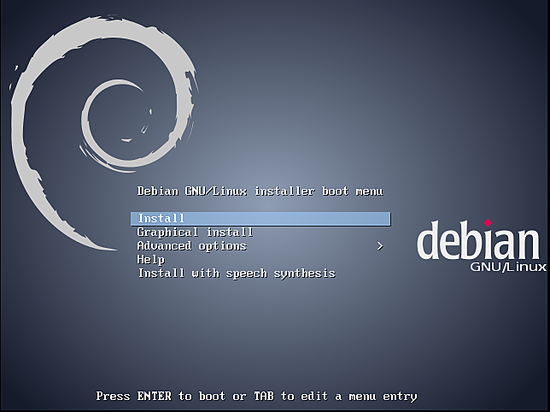 Debian GNU/Linux installer boot menu
Install
Graphical install
Advanced options >
Help
Install with speech synthesis
debian
GNU/Linux
Press ENTER to boot or TAB to edit a menu entry